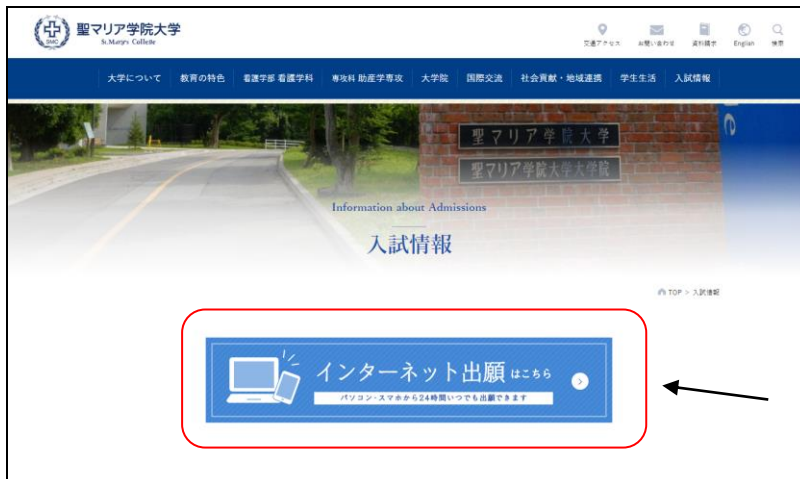 聖マリア学院大学
St.Mary's College
SMC
交通アクセス お問い合わせ 資料請求 English 検索
大学について 教育の特色 看護学部 看護学科 専攻科 助産学専攻 大学院 国際交流 社会貢献・地域連携 学生生活 入試情報
聖マリア学院大学
聖マリア学院大学大学院
Information about Admissions
入試情報
TOP > 入試情報
インターネット出願 はこちら
パソコン・スマホから24時間いつでも出願できます